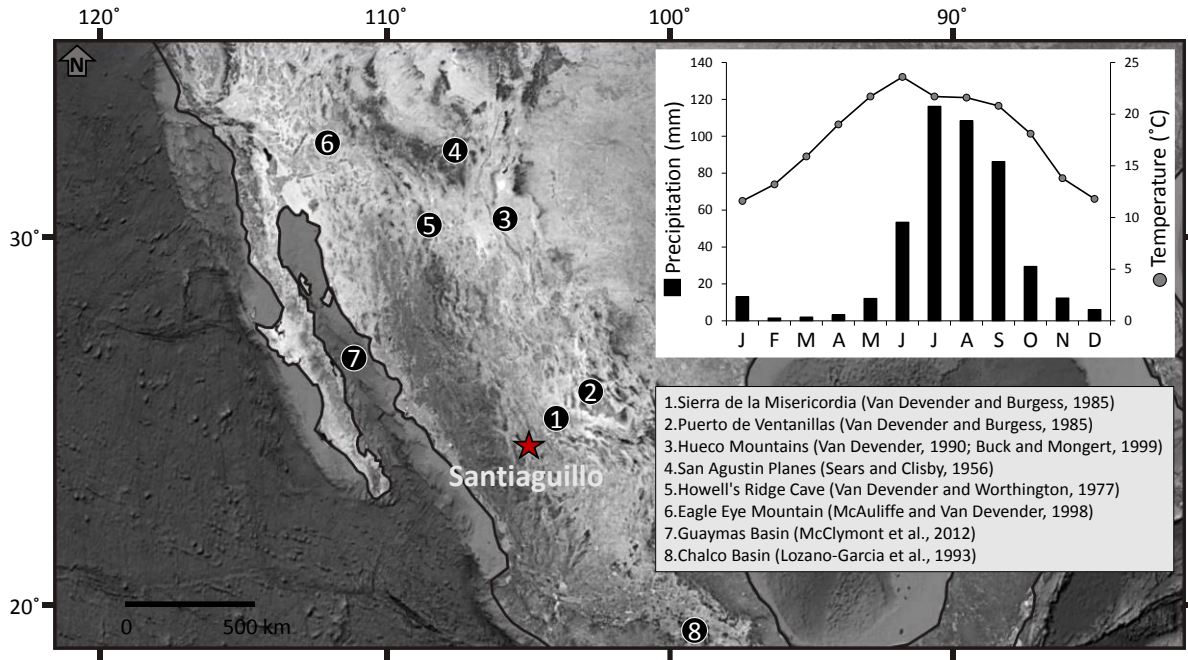 120˚ 110˚ 100˚ 90˚
N
30˚
20˚
140 25
120 20
100 15
80
60 10
40 5
20
0 0
J F M A M J J A S O N D
Precipitation (mm)
Temperature (˚C)
6
4
3
5
7
2
1
Santiaguillo
8
1.Sierra de la Misericordia (Van Devender and Burgess, 1985)
2.Puerto de Ventanillas (Van Devender and Burgess, 1985)
3.Hueco Mountains (Van Devender, 1990; Buck and Mongert, 1999)
4.San Agustin Planes (Sears and Clisby, 1956)
5.Howell's Ridge Cave (Van Devender and Worthington, 1977)
6.Eagle Eye Mountain (McAuliffe and Van Devender, 1998)
7.Guaymas Basin (McClymont et al., 2012)
8.Chalco Basin (Lozano-Garcia et al., 1993)
0 500 km